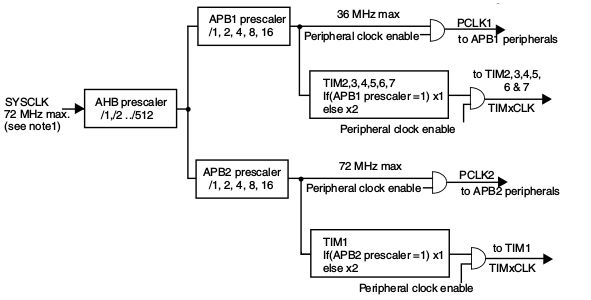 APB1 prescaler
/1, 2, 4, 8, 16
36 MHz max
Peripheral clock enable
PCLK1
to APB1 peripherals
TIM2,3,4,5,6,7
If(APB1 prescaler =1) x1
else x2
to TIM2,3,4,5,
6 & 7
TIMxCLK
Peripheral clock enable
SYSCLK
72 MHz max.
(see note1)
AHB prescaler
/1,/2 ../512
APB2 prescaler
/1, 2, 4, 8, 16
72 MHz max
Peripheral clock enable
PCLK2
to APB2 peripherals
TIM1
If(APB2 prescaler =1) x1
else x2
to TIM1
TIMxCLK
Peripheral clock enable